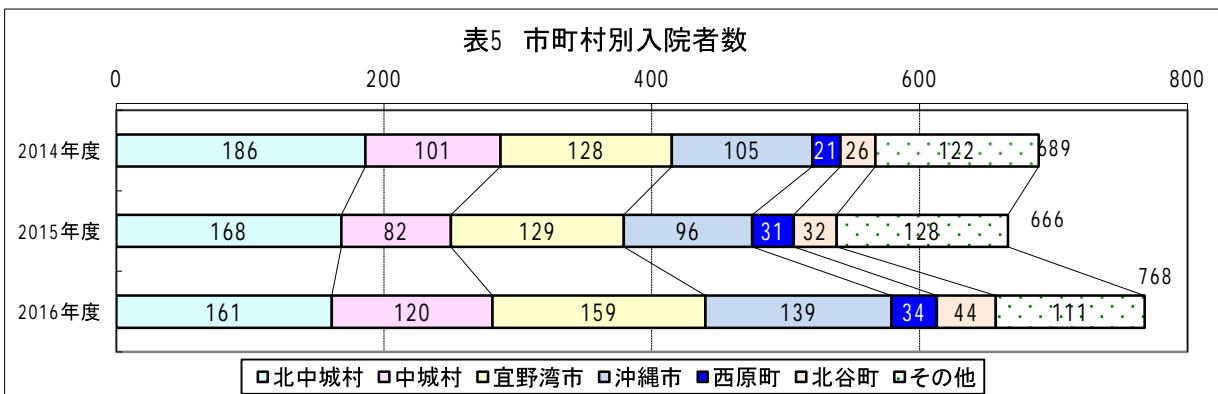 表5 市町村別入院者数
0 200 400 600 800
2014年度 186 101 128 105 21 26 122 689
2015年度 168 82 129 96 31 32 128 666
768
2016年度 161 120 159 139 34 44 111
北中城村 中城村 宜野湾市 沖縄市 西原町 北谷町 その他